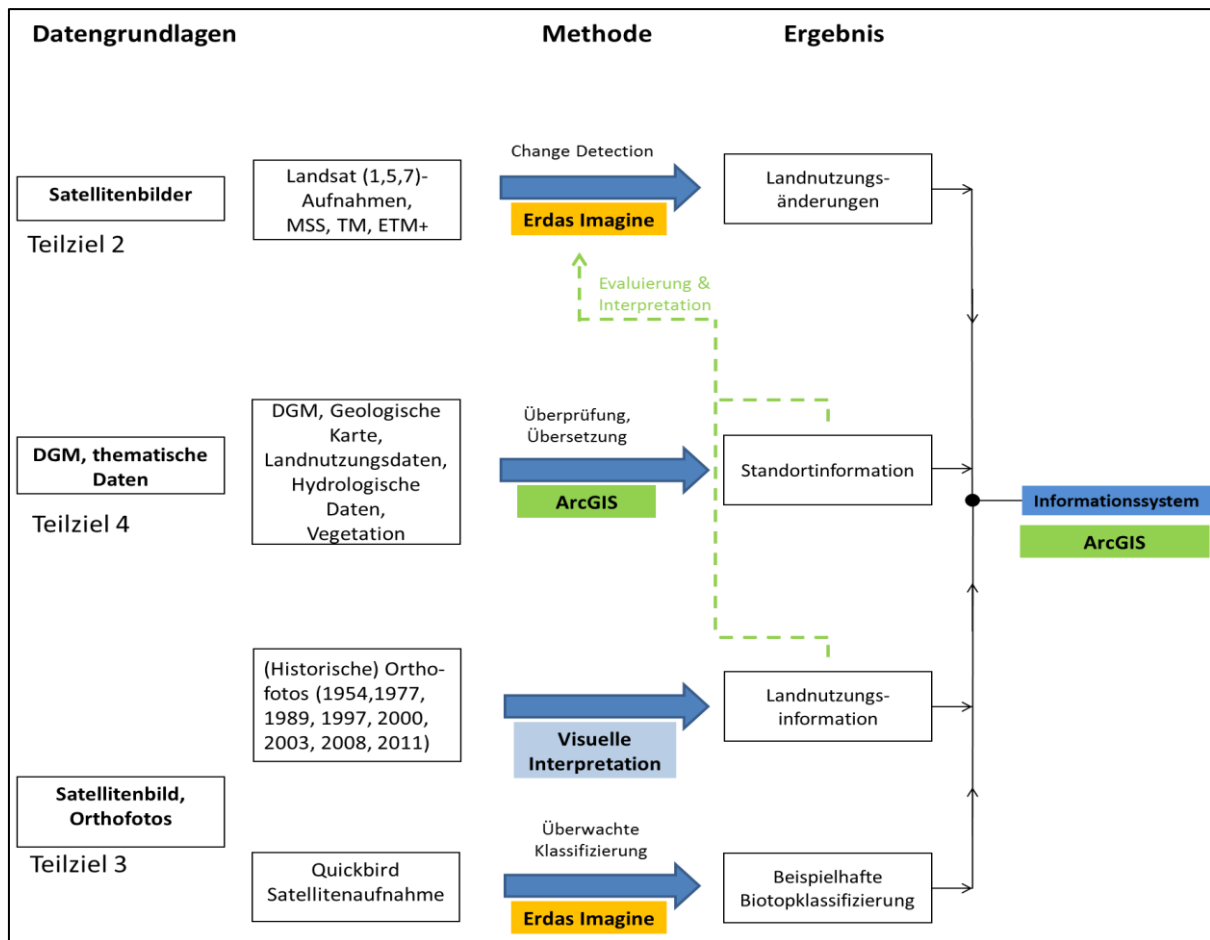 Datengrundlagen
Methode
Ergebnis
Satellitenbilder
Teilziel 2
Landsat (1,5,7)-
Aufnahmen,
MSS, TM, ETM+
Change Detection
Erdas Imagine
Landnutzungs-
änderungen
Evaluierung &
Interpretation
DGM, thematische
Daten
Teilziel 4
DGM, Geologische
Karte,
Landnutzungsdaten,
Hydrologische
Daten,
Vegetation
Überprüfung,
Übersetzung
ArcGIS
Standortinformation
Informationssystem
ArcGIS
Satellitenbild,
Orthofotos
Teilziel 3
(Historische) Ortho-
fotos (1954,1977,
1989, 1997, 2000,
2003, 2008, 2011)
Visuelle
Interpretation
Landnutzungs-
information
Quickbird
Satellitenaufnahme
Überwachte
Klassifizierung
Erdas Imagine
Beispielhafte
Biotopklassifizierung